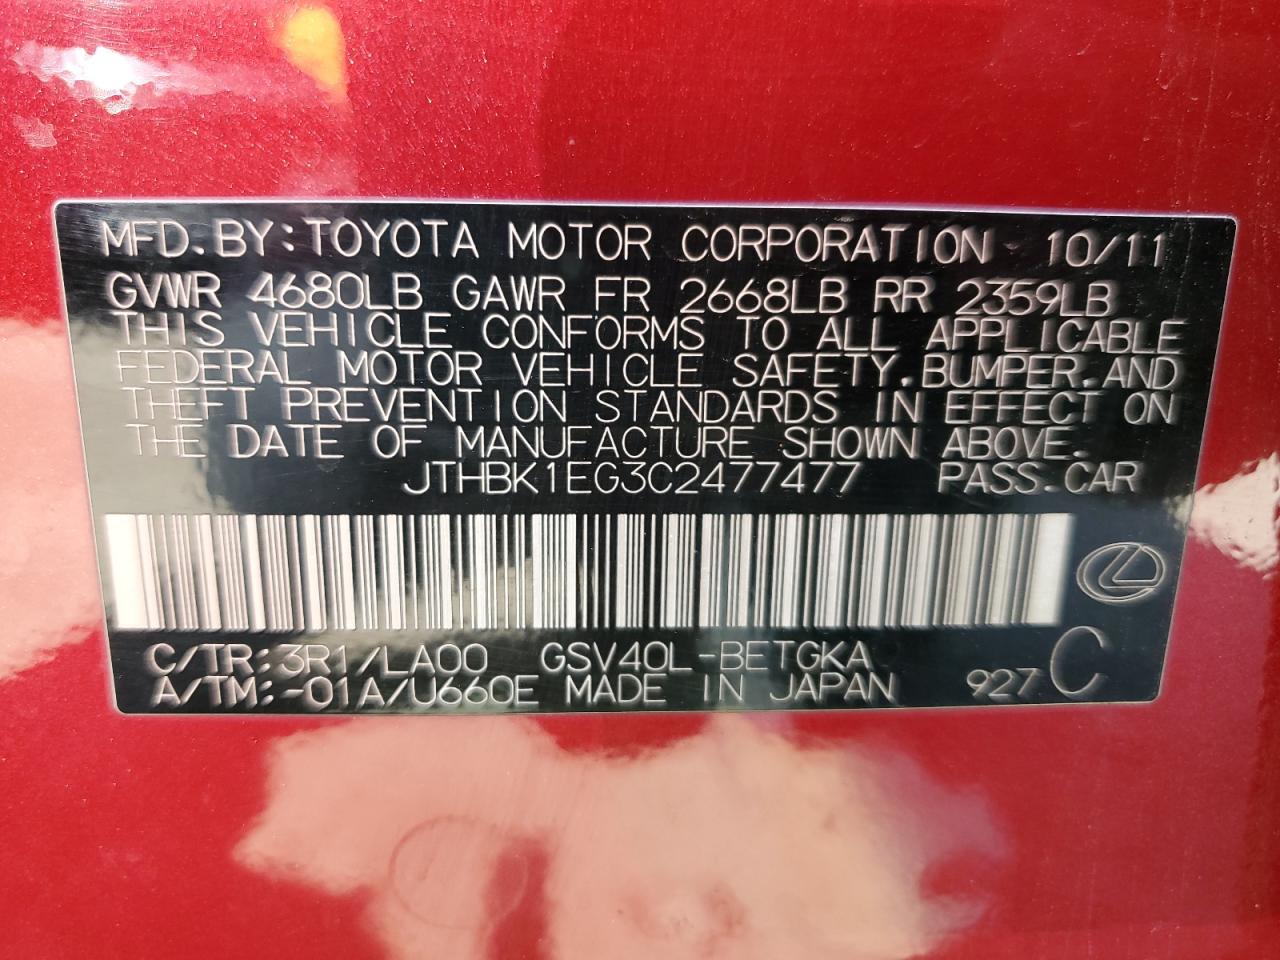 MFD.BY:TOYOTA MOTOR CORPORATION 10/11
GVWR 4680LB GAWR FR 2668LB RR 2359LB
THIS VEHICLE CONFORMS TO ALL APPLICABLE
FEDERAL MOTOR VEHICLE SAFETY.BUMPER.AND
THEFT PREVENTION STANDARDS IN EFFECT ON
THE DATE OF MANUFACTURE SHOWN ABOVE.
JTHBK1EG3C2477477 PASS.CAR
C/TR:3R1/LA00 GSV40L-BETGKA
A/TM:-01A/U660E MADE IN JAPAN 927 C